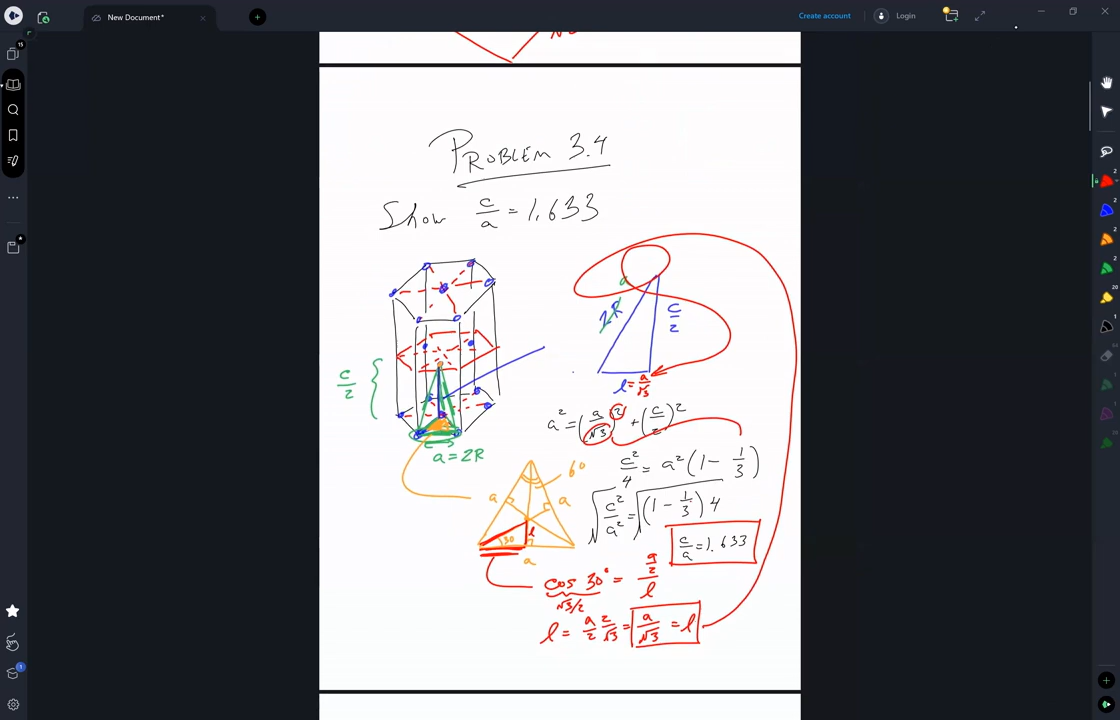 New Document*
Create account
Login
PROBLEM 3.4
Show c/a = 1.633
a
2R
c/2
c/2
l = a/√3
a = 2R
a² = (a/√3)² + (c/2)²
c²/4 = a²(1 - 1/3)
√c²/a² = √(1 - 1/3)4
c/a = 1.633
60
a
a
30
l
a
cos 30° = a/2 / l
√3/2
l = a/2 2/√3 = a/√3 = l